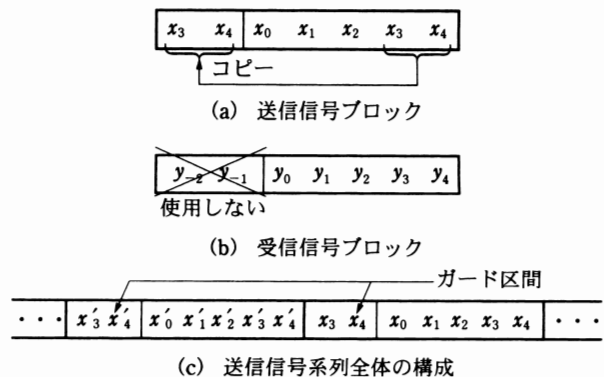 x₃ x₄ x₀ x₁ x₂ x₃ x₄
コピー
(a) 送信信号ブロック
y₋₂ y₋₁ y₀ y₁ y₂ y₃ y₄
使用しない
(b) 受信信号ブロック
ガード区間
··· x′₃ x′₄ x′₀ x′₁ x′₂ x′₃ x′₄ x₃ x₄ x₀ x₁ x₂ x₃ x₄ ···
(c) 送信信号系列全体の構成